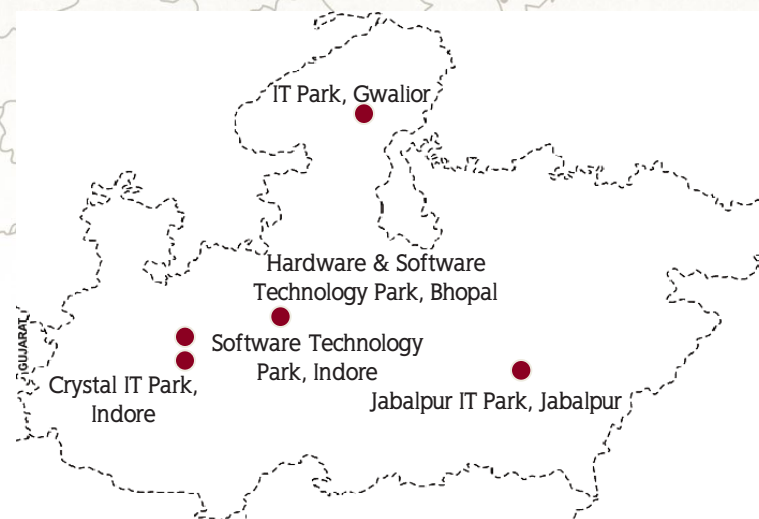 IT Park, Gwalior
Hardware & Software
Technology Park, Bhopal
GUJARAT
Software Technology
Park, Indore
Crystal IT Park,
Indore
Jabalpur IT Park, Jabalpur